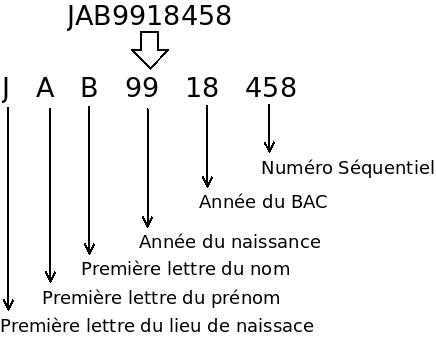 JAB9918458
J A B 99 18 458
Numéro Séquentiel
Année du BAC
Année du naissance
Première lettre du nom
Première lettre du prénom
Première lettre du lieu de naissace